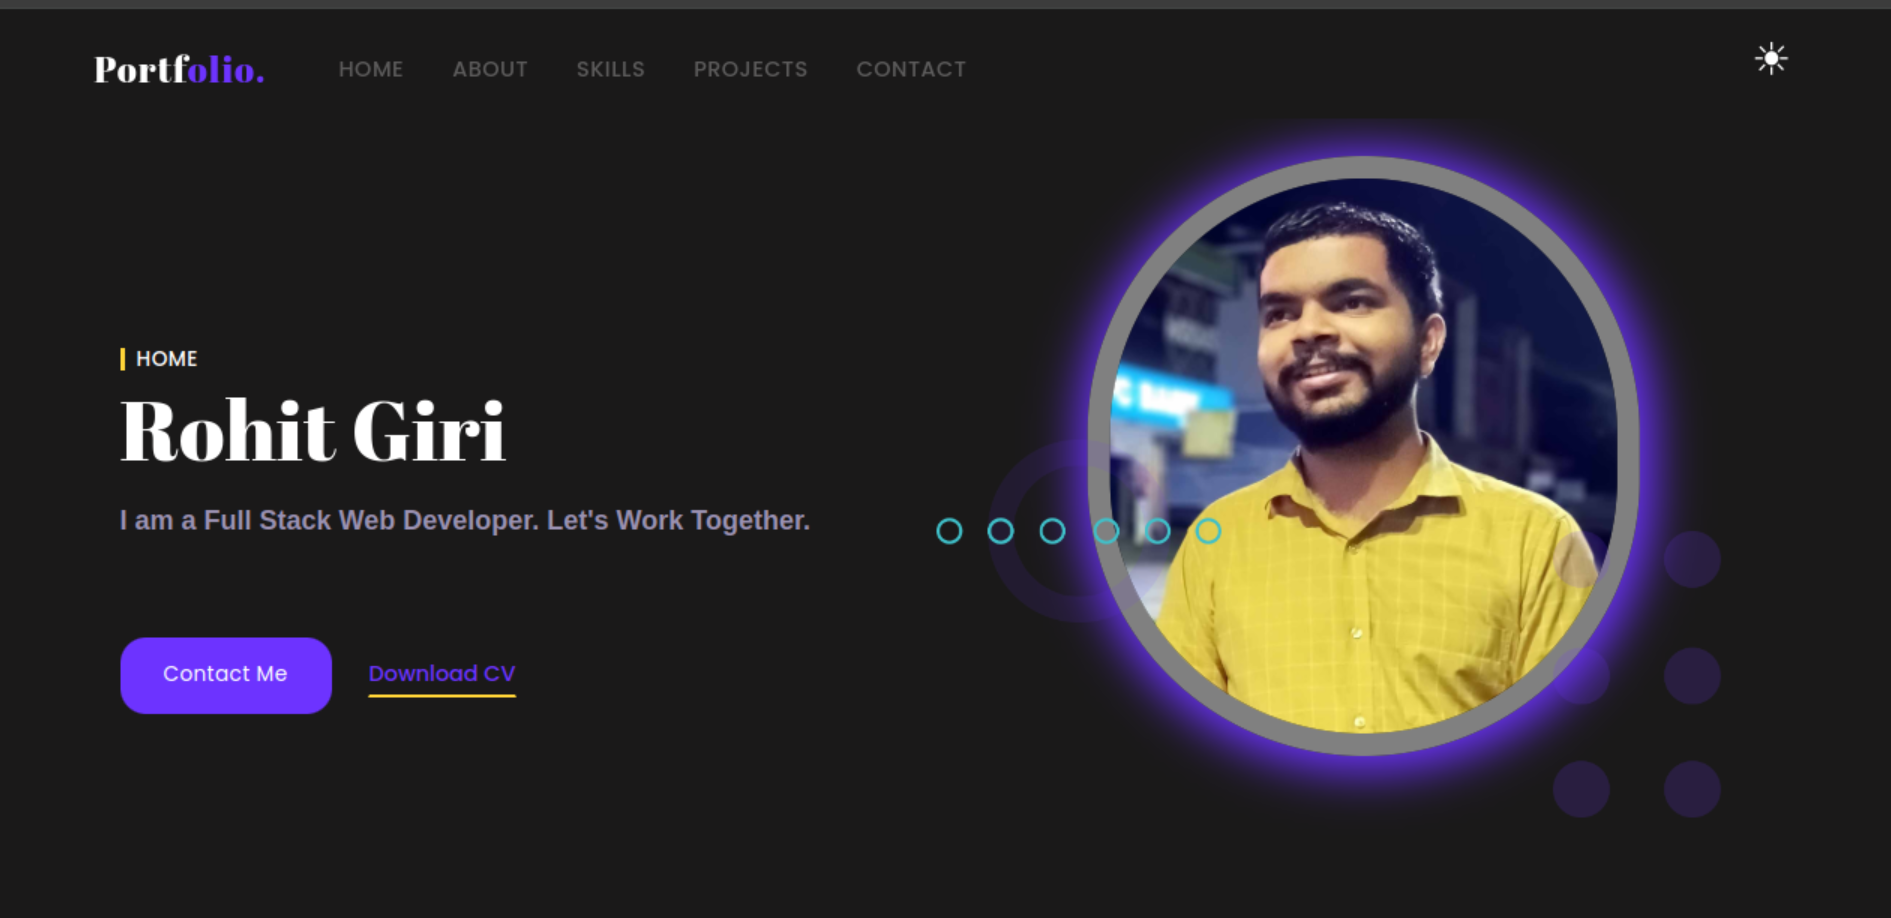 Portfolio. HOME ABOUT SKILLS PROJECTS CONTACT
HOME
Rohit Giri
I am a Full Stack Web Developer. Let's Work Together.
Contact Me Download CV